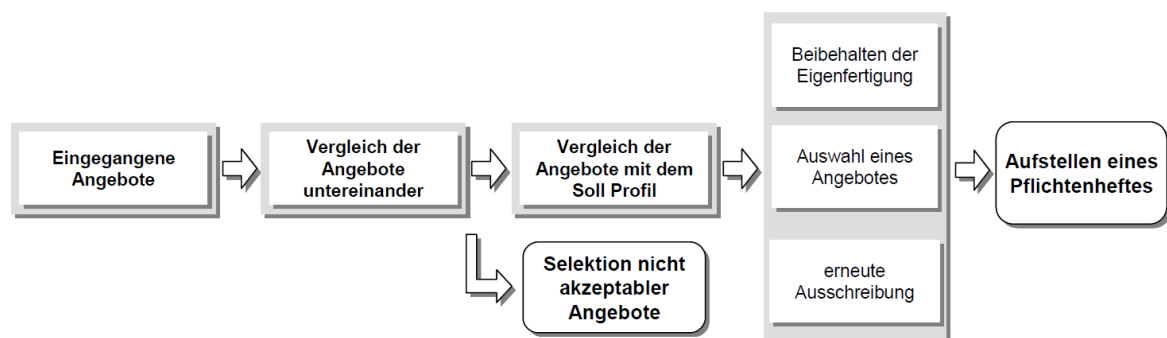 Eingegangene
Angebote
Vergleich der
Angebote
untereinander
Vergleich der
Angebote mit dem
Soll Profil
Selektion nicht
akzeptabler
Angebote
Beibehalten der
Eigenfertigung
Auswahl eines
Angebotes
erneute
Ausschreibung
Aufstellen eines
Pflichtenheftes